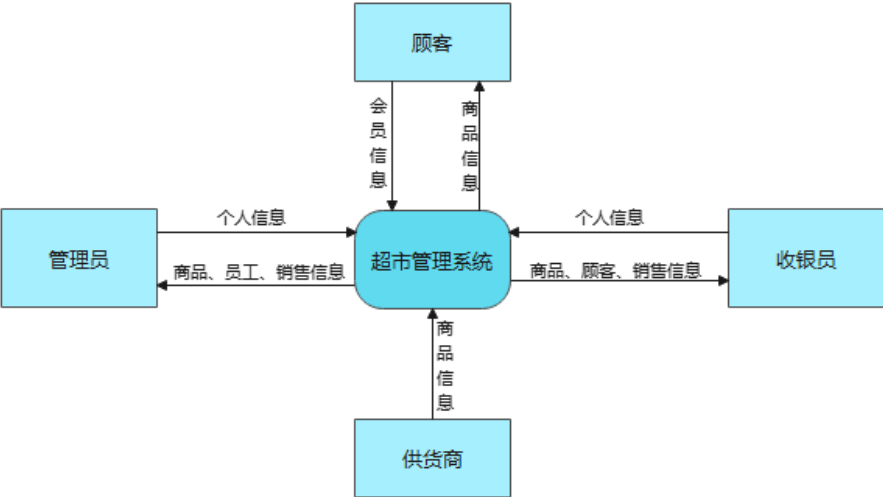 顾客
会员信息
商品信息
个人信息
个人信息
管理员
超市管理系统
收银员
商品、员工、销售信息
商品、顾客、销售信息
商品信息
供货商